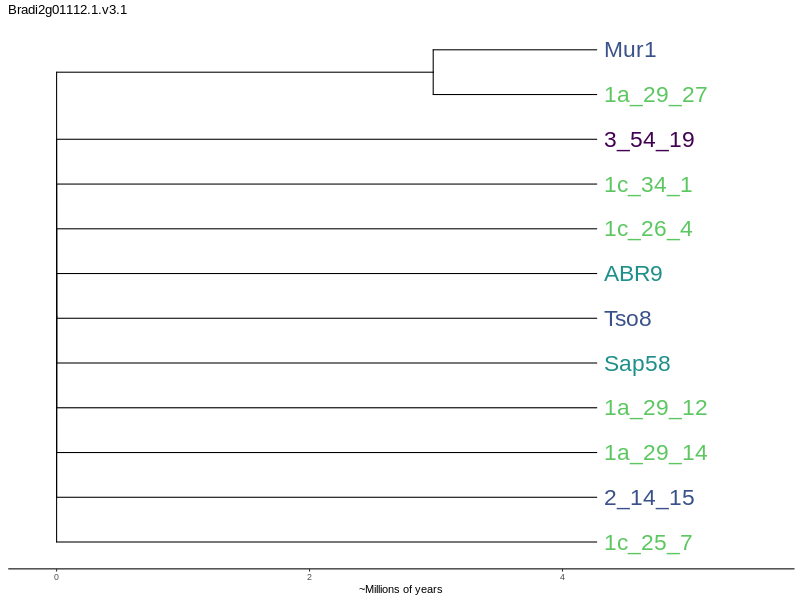 Bradi2g01112.1.v3.1
Mur1
1a_29_27
3_54_19
1c_34_1
1c_26_4
ABR9
Tso8
Sap58
1a_29_12
1a_29_14
2_14_15
1c_25_7
0 2 4
~Millions of years